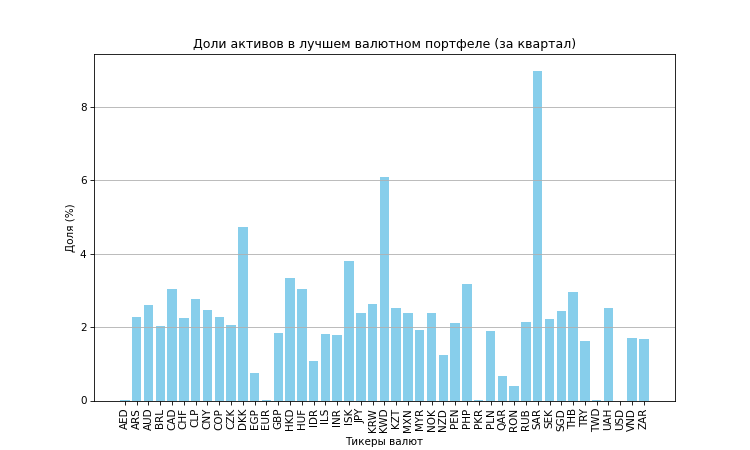 Доли активов в лучшем валютном портфеле (за квартал)
Доля (%)
8
6
4
2
0
AED ARS AUD BRL CAD CHF CLP CNY COP CZK DKK EGP EUR GBP HKD HUF IDR ILS INR ISK JPY KRW KWD KZT MXN MYR NOK NZD PEN PHP PKR PLN QAR RON RUB SAR SEK SGD THB TRY TWD UAH USD VND ZAR
Тикеры валют